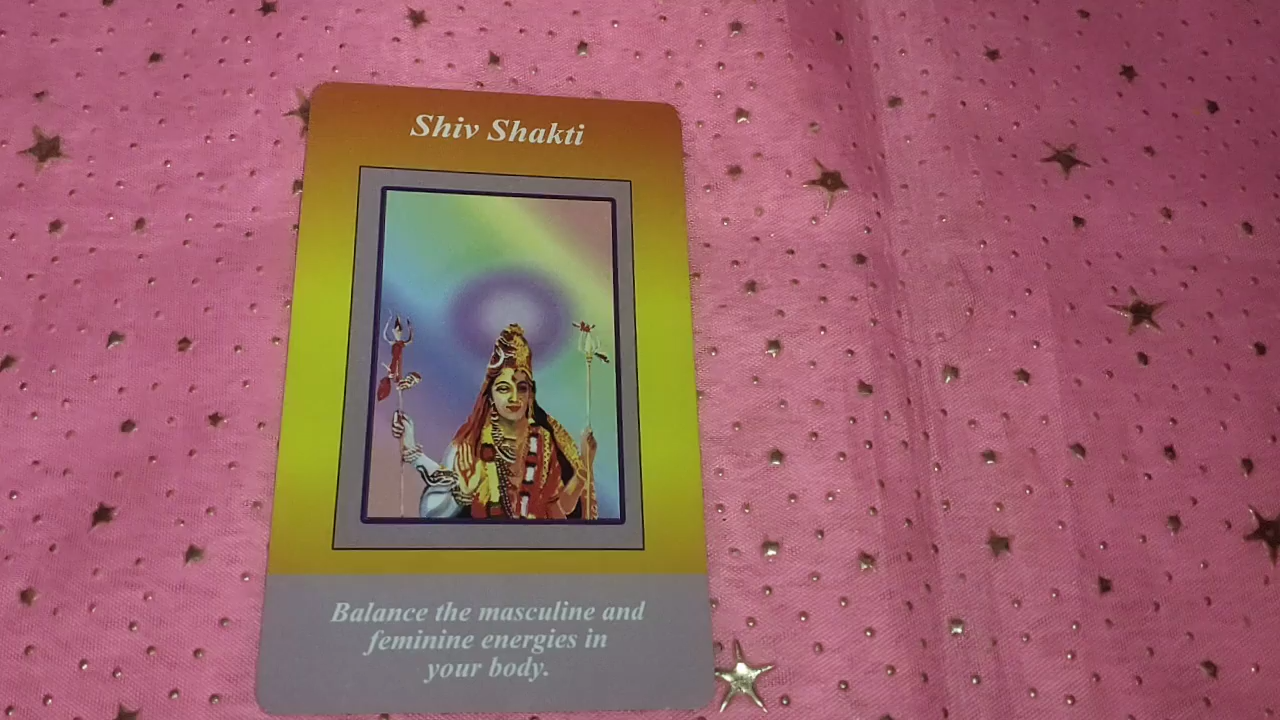 Shiv Shakti
Balance the masculine and
feminine energies in
your body.